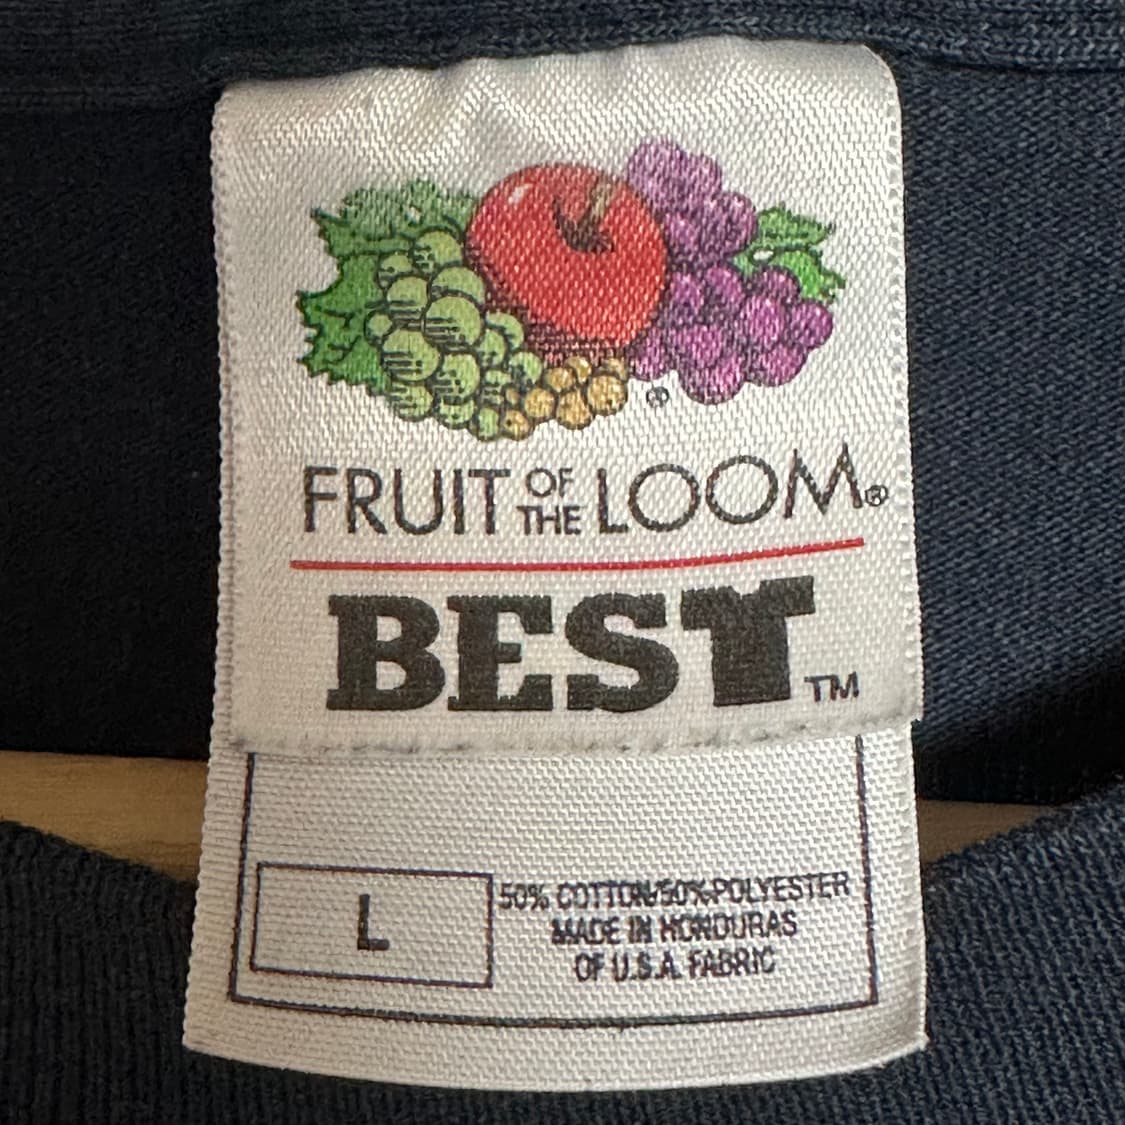 ®
FRUIT OF THE LOOM®
BEST™
L
50% COTTON/50% POLYESTER
MADE IN HONDURAS
OF U.S.A. FABRIC